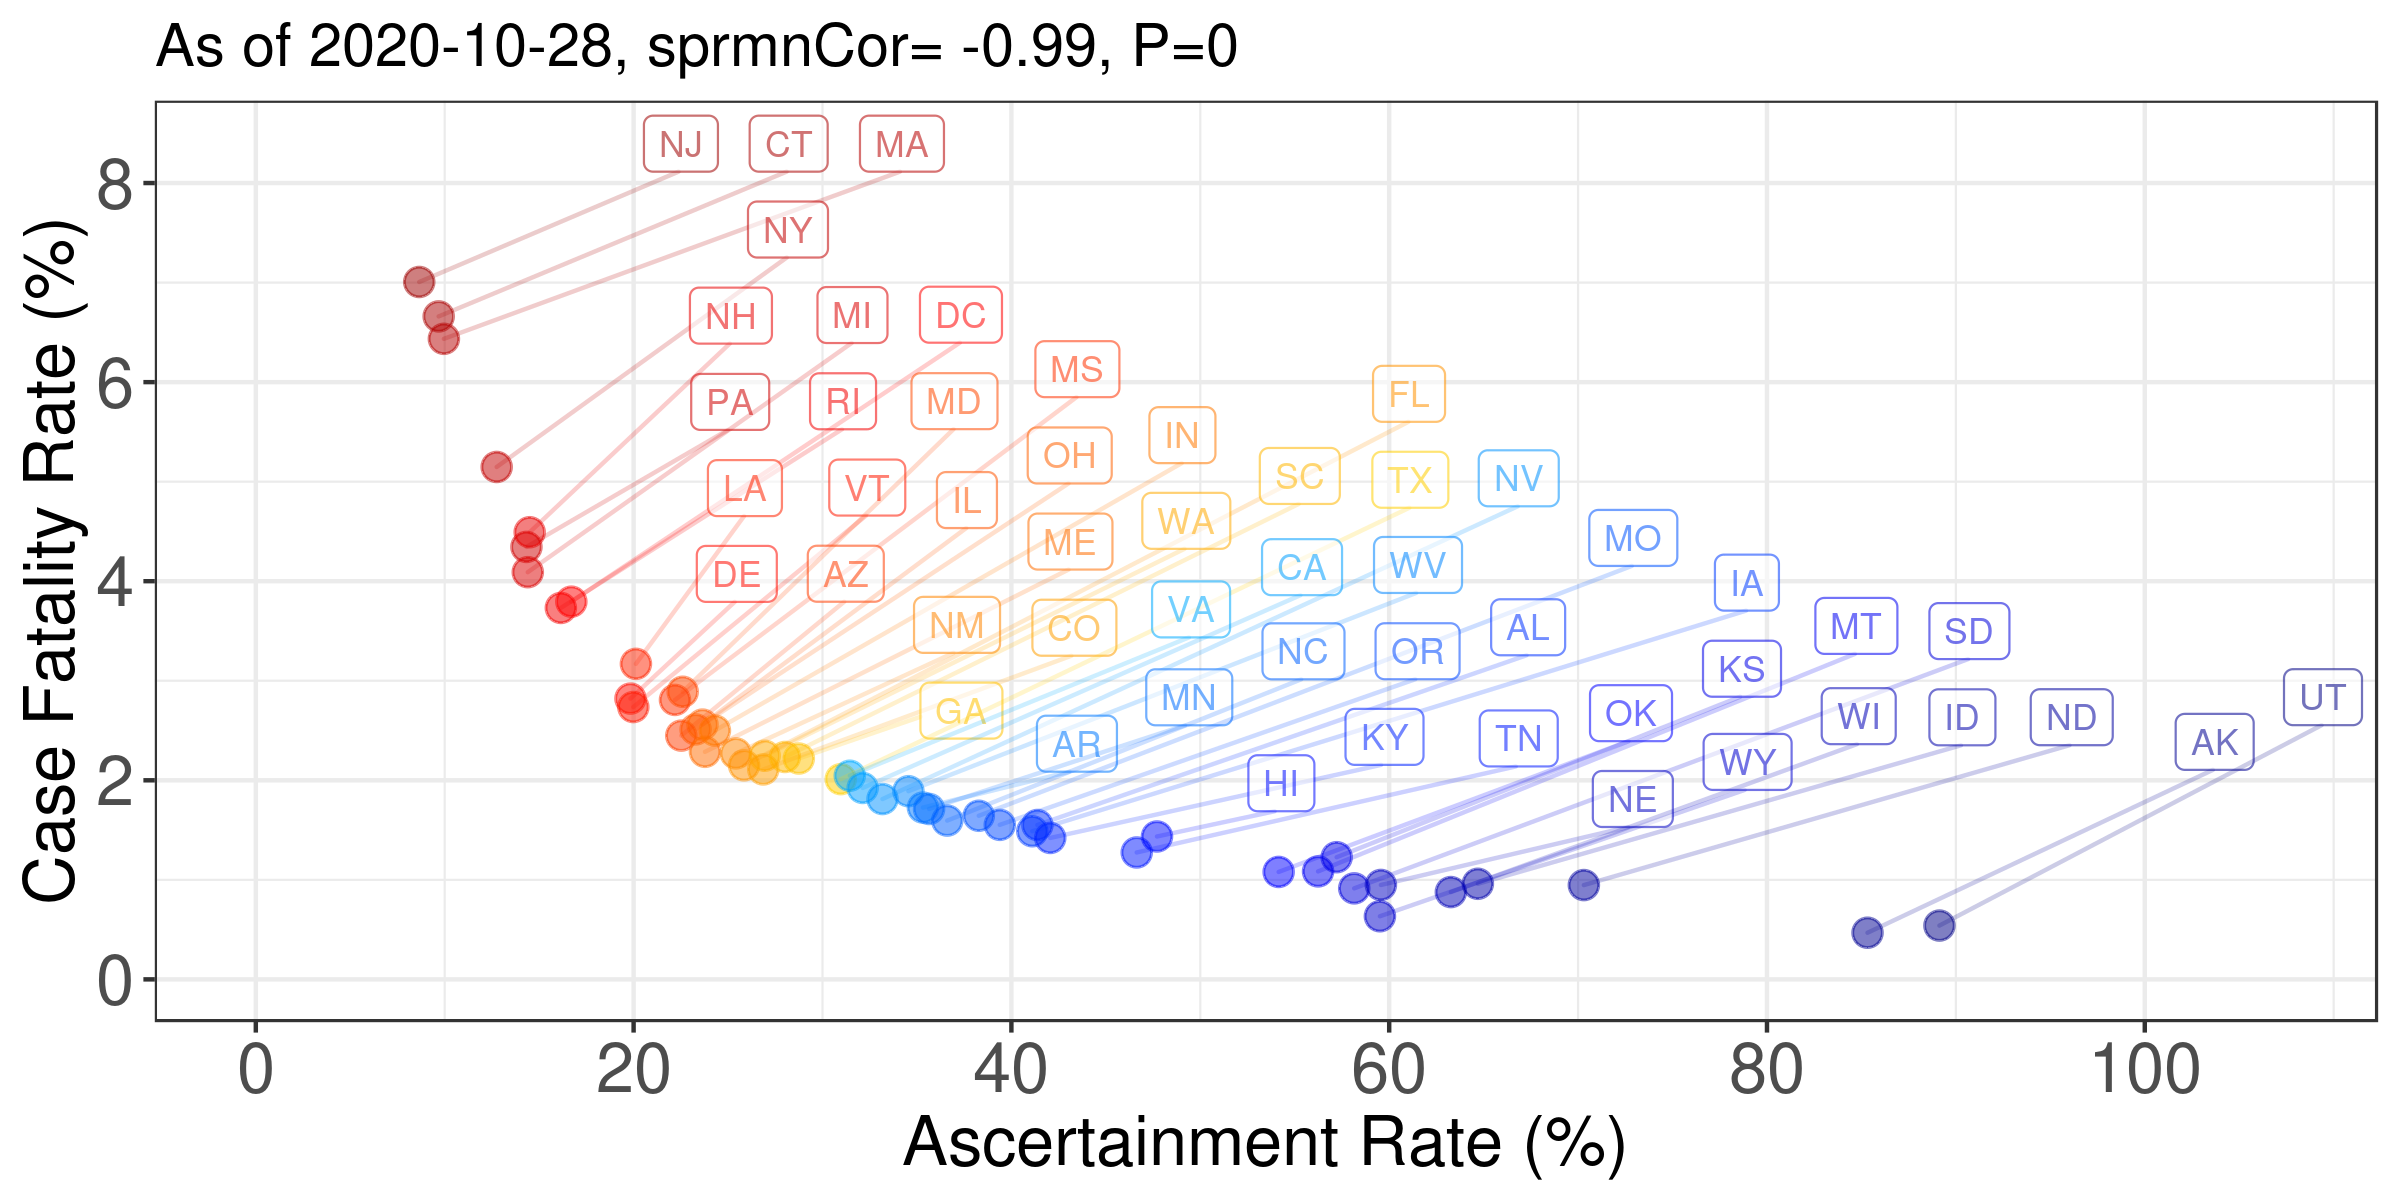 As of 2020-10-28, sprmnCor= -0.99, P=0
NJ CT MA
NY
NH MI DC
MS
FL
PA RI MD
IN
OH
SC TX NV
LA VT IL
WA
MO
ME
CA WV
DE AZ
IA
VA
NM CO
AL
MT SD
NC OR
KS
MN
UT
GA
OK
WI ID ND
AR
KY TN
AK
WY
HI
NE
8
6
4
2
0
Case Fatality Rate (%)
0 20 40 60 80 100
Ascertainment Rate (%)